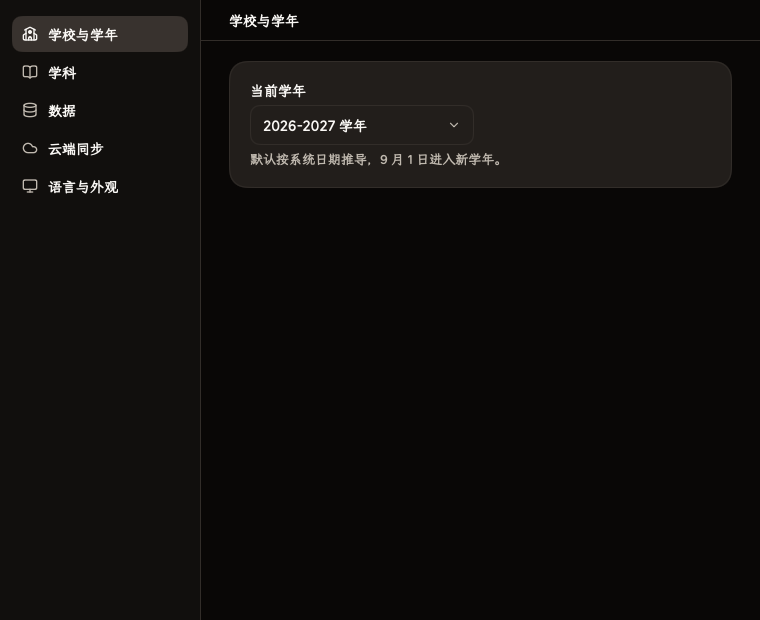 学校与学年
学科
数据
云端同步
语言与外观
学校与学年
当前学年
2026-2027 学年
默认按系统日期推导，9 月 1 日进入新学年。